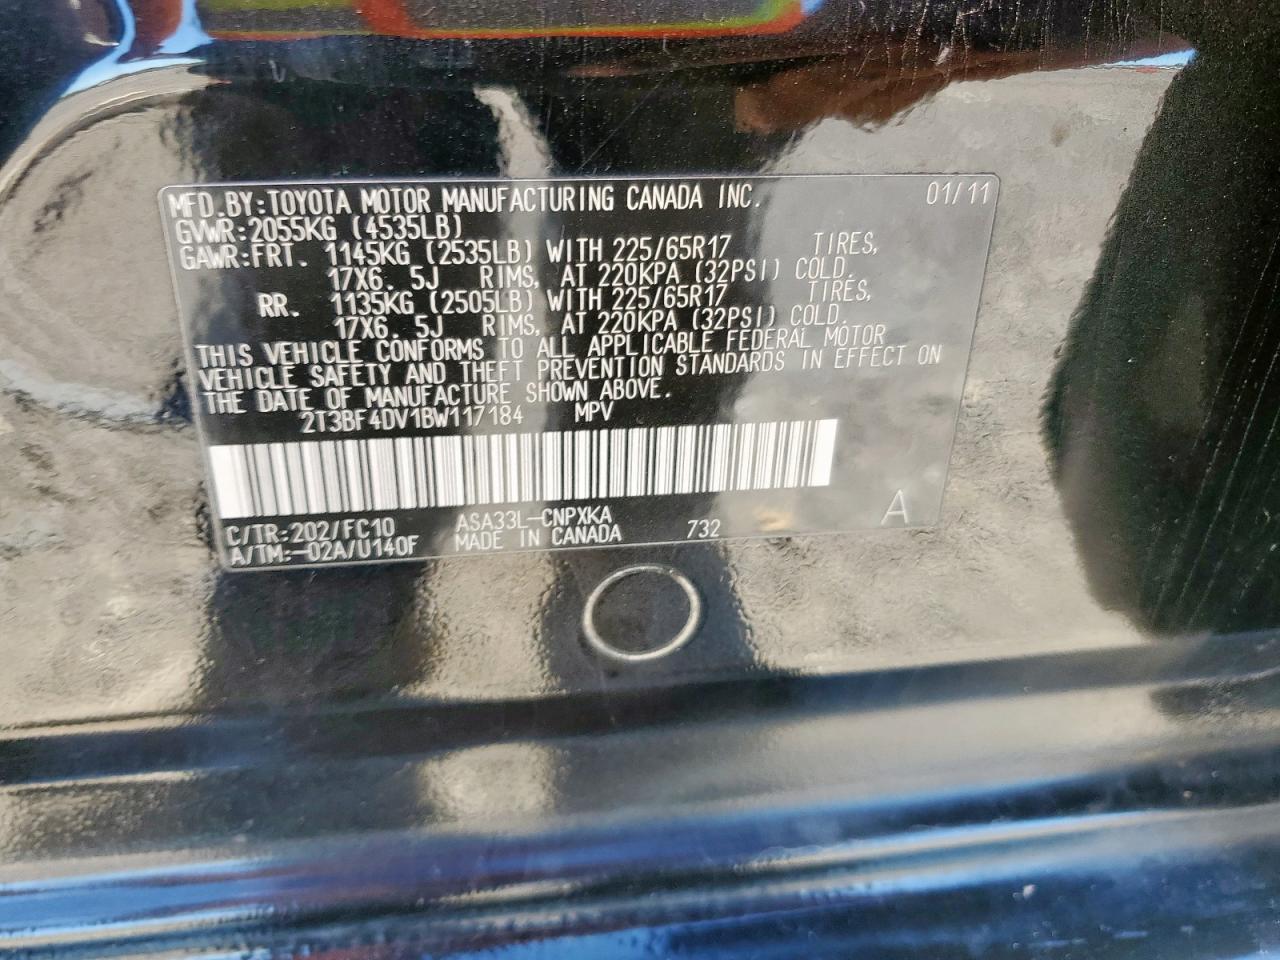 MFD.BY:TOYOTA MOTOR MANUFACTURING CANADA INC. 01/11
GVWR:2055KG (4535LB)
GAWR:FRT. 1145KG (2535LB) WITH 225/65R17 TIRES,
17X6.5J RIMS, AT 220KPA (32PSI) COLD.
RR. 1135KG (2505LB) WITH 225/65R17 TIRES,
17X6.5J RIMS, AT 220KPA (32PSI) COLD.
THIS VEHICLE CONFORMS TO ALL APPLICABLE FEDERAL MOTOR
VEHICLE SAFETY AND THEFT PREVENTION STANDARDS IN EFFECT ON
THE DATE OF MANUFACTURE SHOWN ABOVE.
2T3BF4DV1BW117184 MPV
C/TR:202/FC10 ASA33L-CNPXKA 732 A
A/TM:-02A/U140F MADE IN CANADA